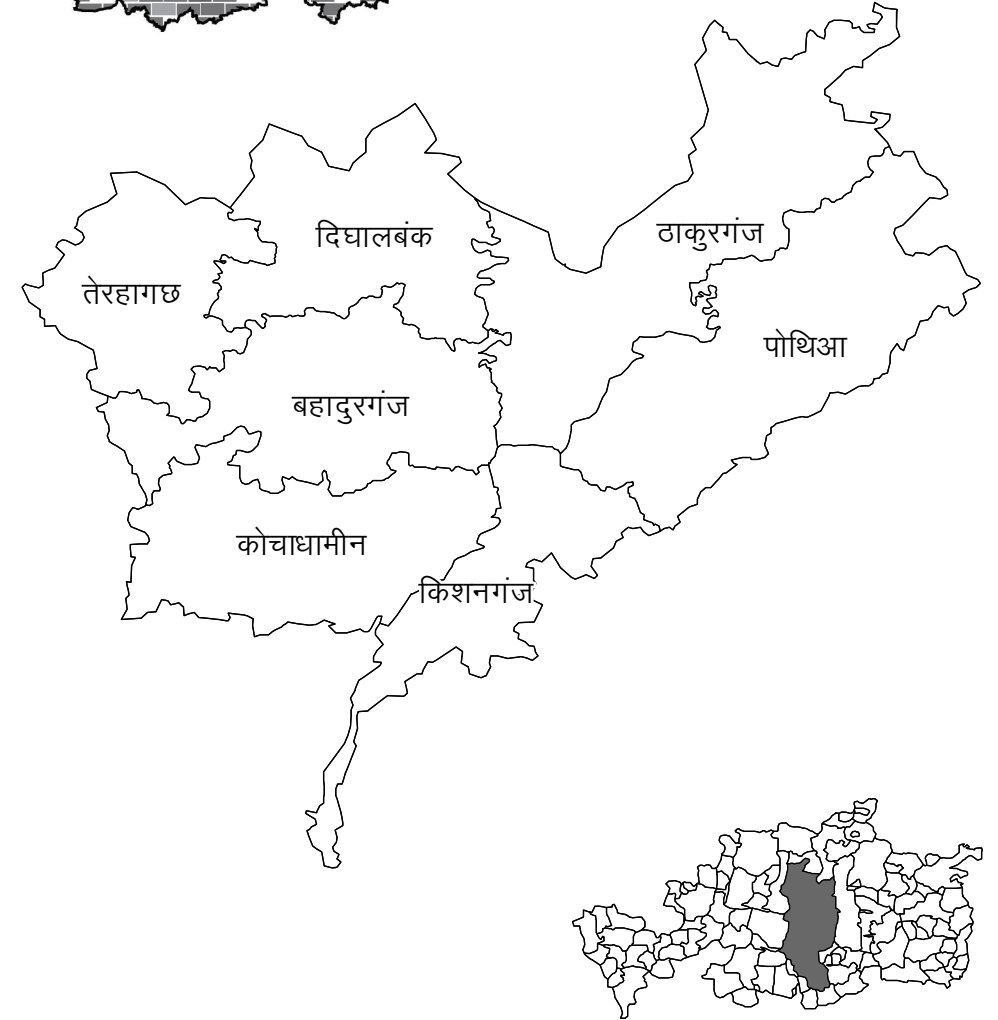 ठाकुरगंज
दिघालबंक
तेरहागछ
पोथिआ
बहादुरगंज
कोचाधामीन
किशनगंज